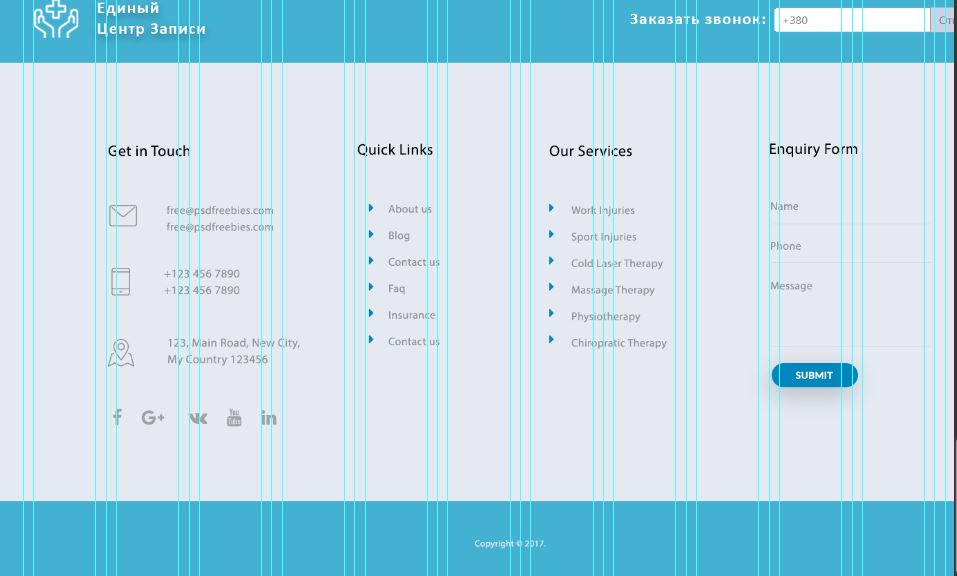 Единый
Центр Записи
Заказать звонок:
+380
Get in Touch
free@psdfreebies.com
free@psdfreebies.com
+123 456 7890
+123 456 7890
123, Main Road, New City,
My Country 123456
f G+ VK You Tube in
Quick Links
About us
Blog
Contact us
Faq
Insurance
Contact us
Our Services
Work Injuries
Sport Injuries
Cold Laser Therapy
Massage Therapy
Physiotherapy
Chiropratic Therapy
Enquiry Form
Name
Phone
Message
SUBMIT
Copyright © 2017.